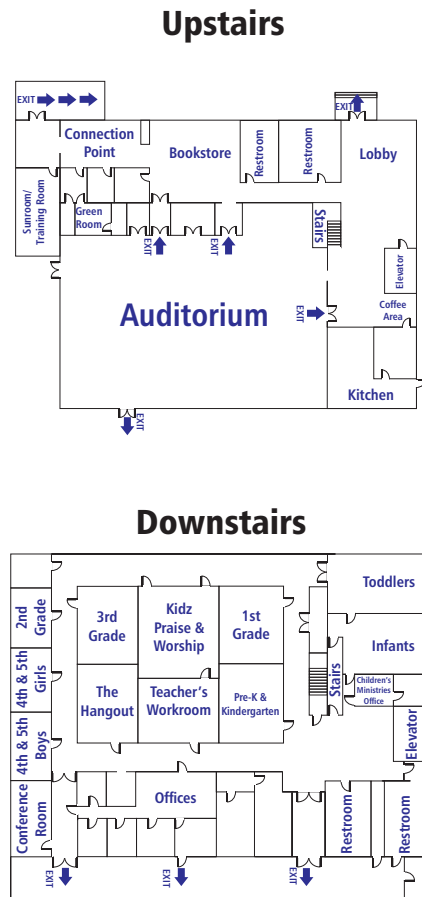 Upstairs
EXIT
EXIT
Connection
Point
Bookstore
Restroom
Restroom
Lobby
Sunroom/
Training Room
Green
Room
Stairs
EXIT
EXIT
Elevator
Auditorium
EXIT
Coffee
Area
Kitchen
EXIT
Downstairs
Toddlers
2nd
Grade
3rd
Grade
Kidz
Praise &
Worship
1st
Grade
Infants
4th & 5th
Girls
Stairs
Children's
Ministries
Office
The
Hangout
Teacher's
Workroom
Pre-K &
Kindergarten
4th & 5th
Boys
Elevator
Conference
Room
Offices
Restroom
Restroom
EXIT
EXIT
EXIT